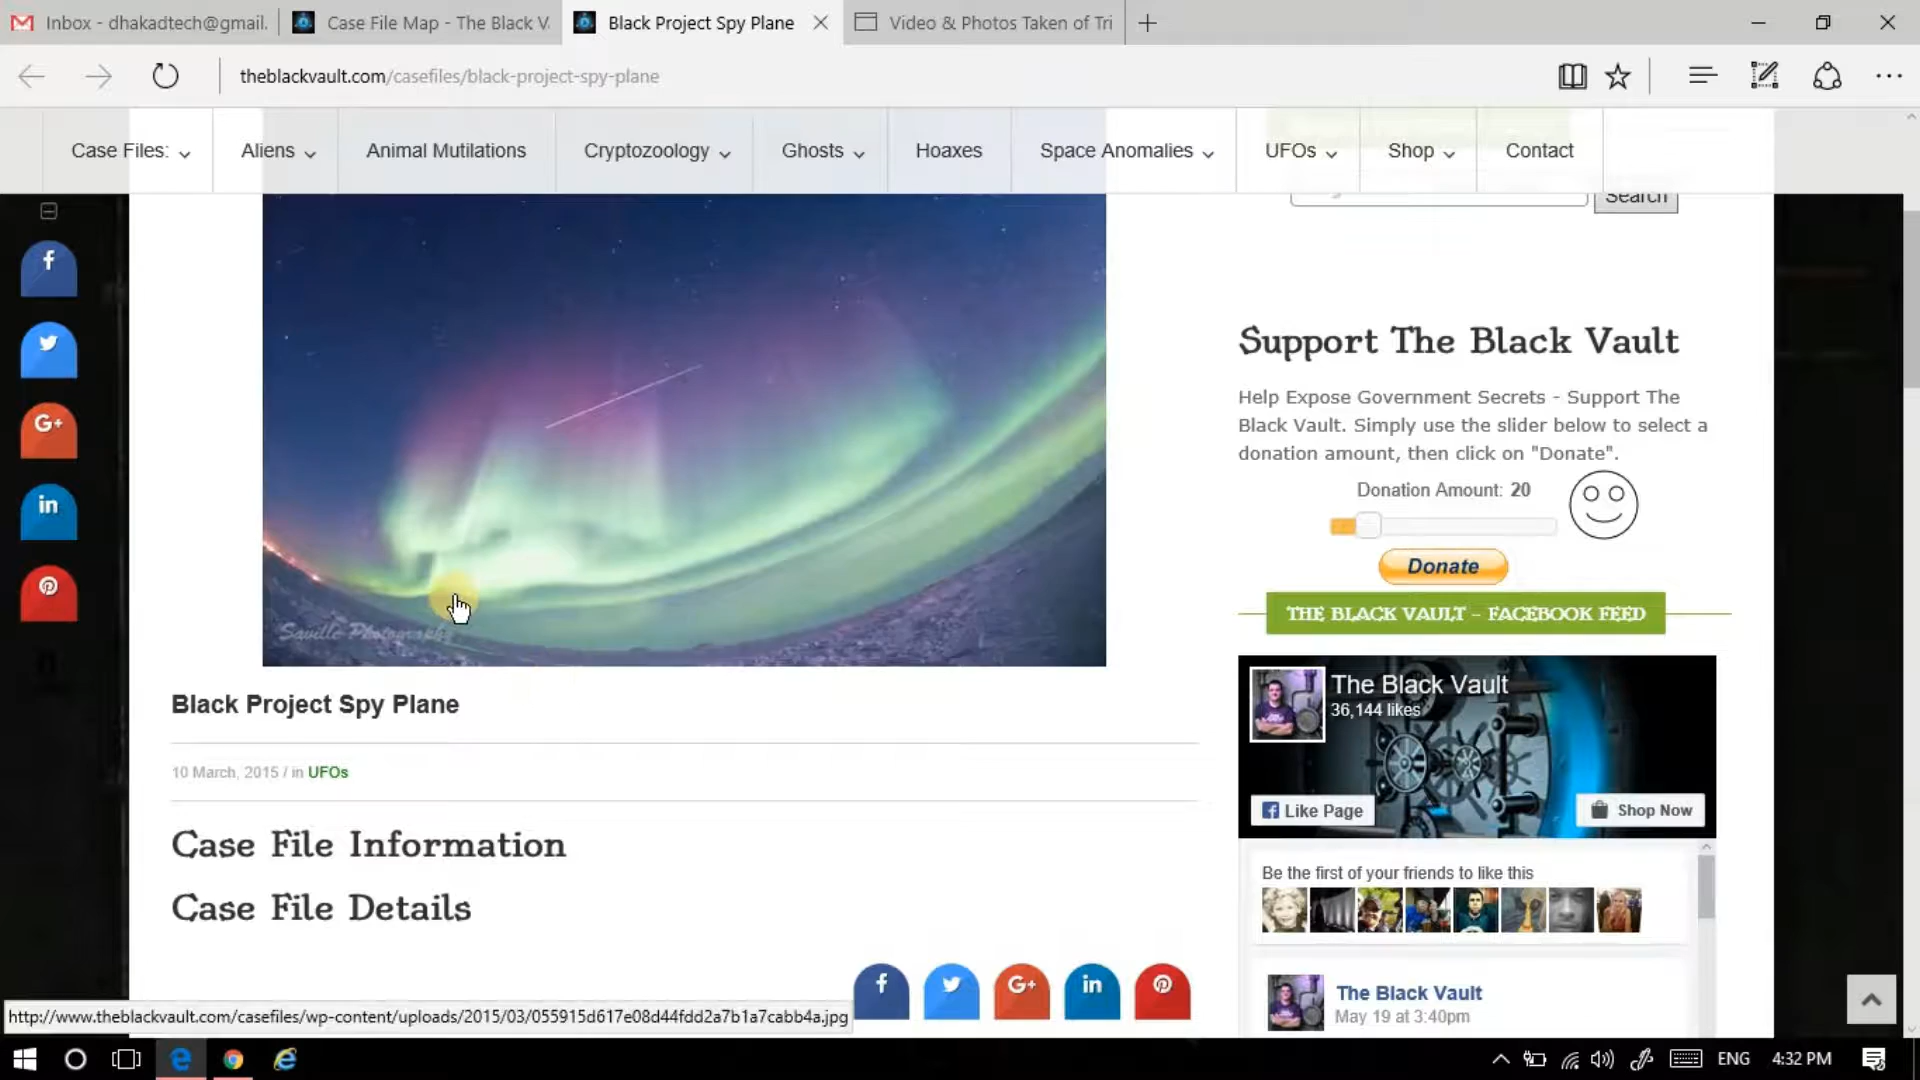 Inbox - dhakadtech@gmail.
Case File Map - The Black V
Black Project Spy Plane
Video & Photos Taken of Tri
theblackvault.com/casefiles/black-project-spy-plane
Case Files:
Aliens
Animal Mutilations
Cryptozoology
Ghosts
Hoaxes
Space Anomalies
UFOs
Shop
Contact
Search
Saville Photography
Support The Black Vault
Help Expose Government Secrets - Support The
Black Vault. Simply use the slider below to select a
donation amount, then click on "Donate".
Donation Amount: 20
Donate
THE BLACK VAULT – FACEBOOK FEED
The Black Vault
36,144 likes
Like Page
Shop Now
Be the first of your friends to like this
The Black Vault
May 19 at 3:40pm
Black Project Spy Plane
10 March, 2015 / in UFOs
Case File Information
Case File Details
f
G+
in
f
G+
in
http://www.theblackvault.com/casefiles/wp-content/uploads/2015/03/055915d617e08d44fdd2a7b1a7cabb4a.jpg
ENG
4:32 PM